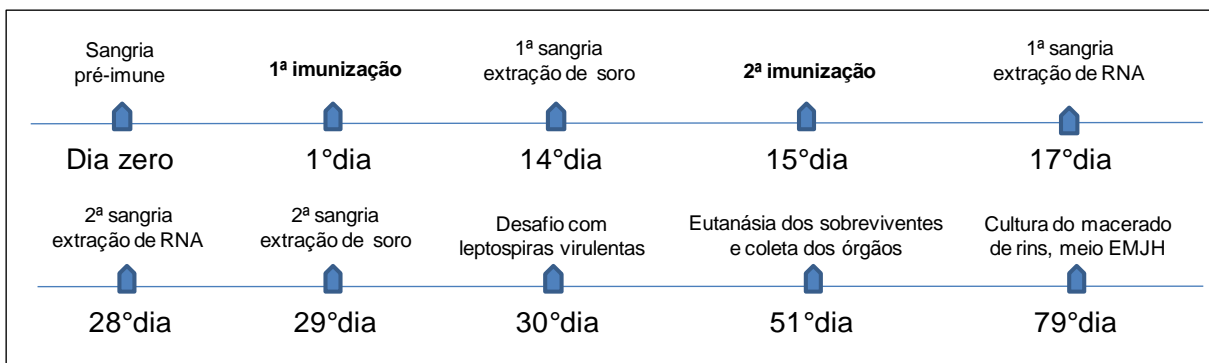 Sangria
pré-imune
1ª imunização
1ª sangria
extração de soro
2ª imunização
1ª sangria
extração de RNA
Dia zero
1°dia
14°dia
15°dia
17°dia
2ª sangria
extração de RNA
2ª sangria
extração de soro
Desafio com
leptospiras virulentas
Eutanásia dos sobreviventes
e coleta dos órgãos
Cultura do macerado
de rins, meio EMJH
28°dia
29°dia
30°dia
51°dia
79°dia